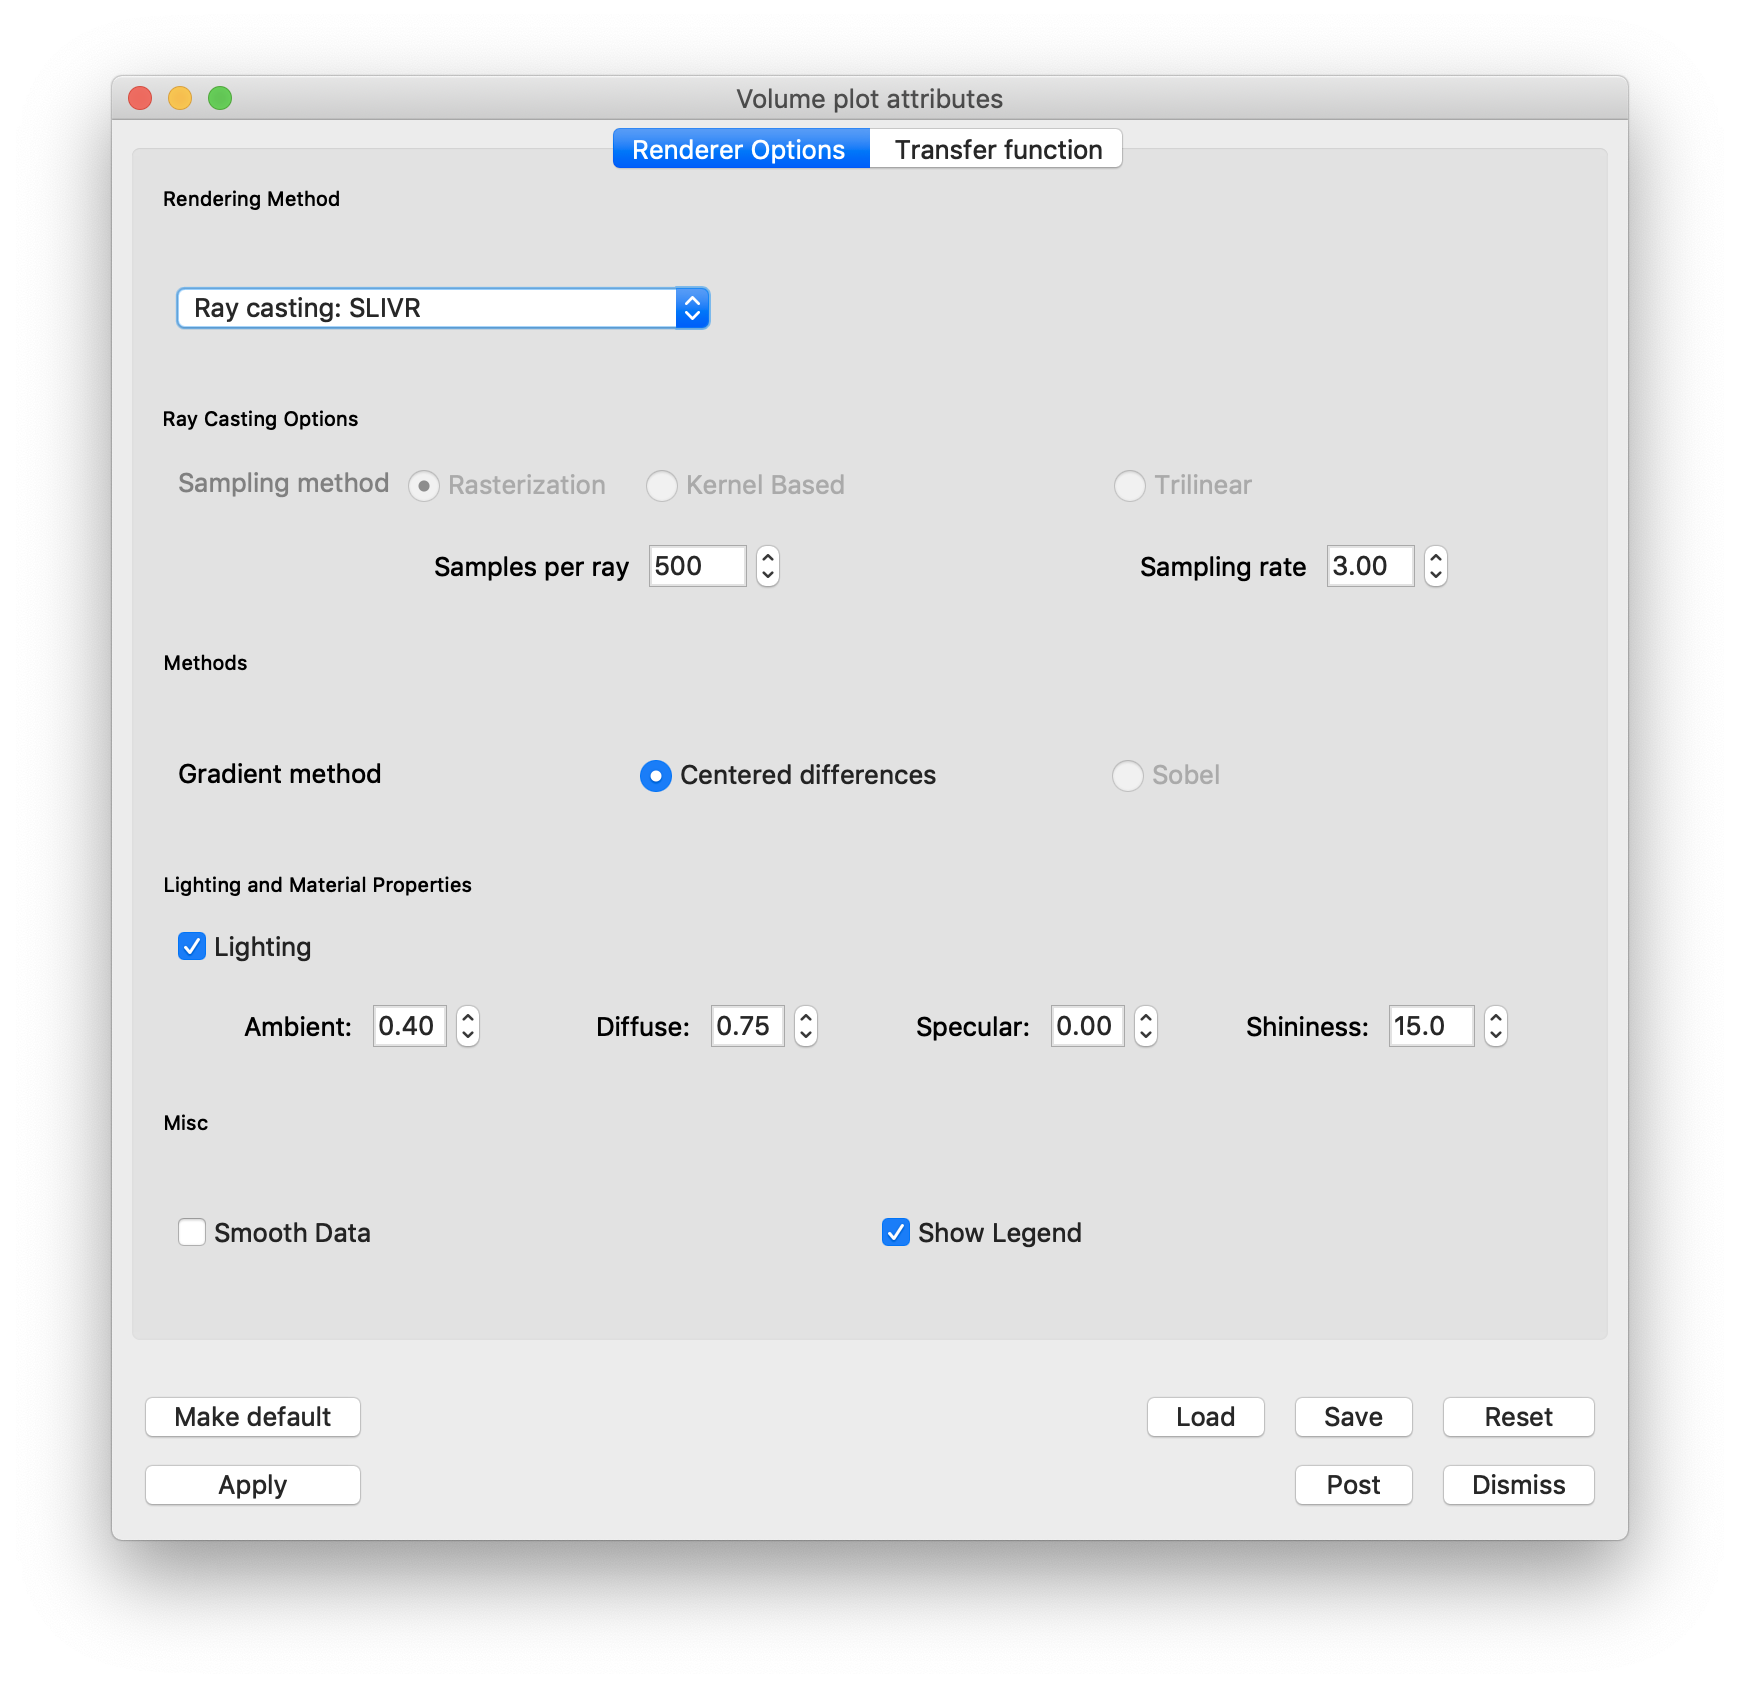 Volume plot attributes
Renderer Options Transfer function
Rendering Method
Ray casting: SLIVR
Ray Casting Options
Sampling method Rasterization Kernel Based Trilinear
Samples per ray 500 Sampling rate 3.00
Methods
Gradient method Centered differences Sobel
Lighting and Material Properties
Lighting
Ambient: 0.40 Diffuse: 0.75 Specular: 0.00 Shininess: 15.0
Misc
Smooth Data Show Legend
Make default Load Save Reset
Apply Post Dismiss